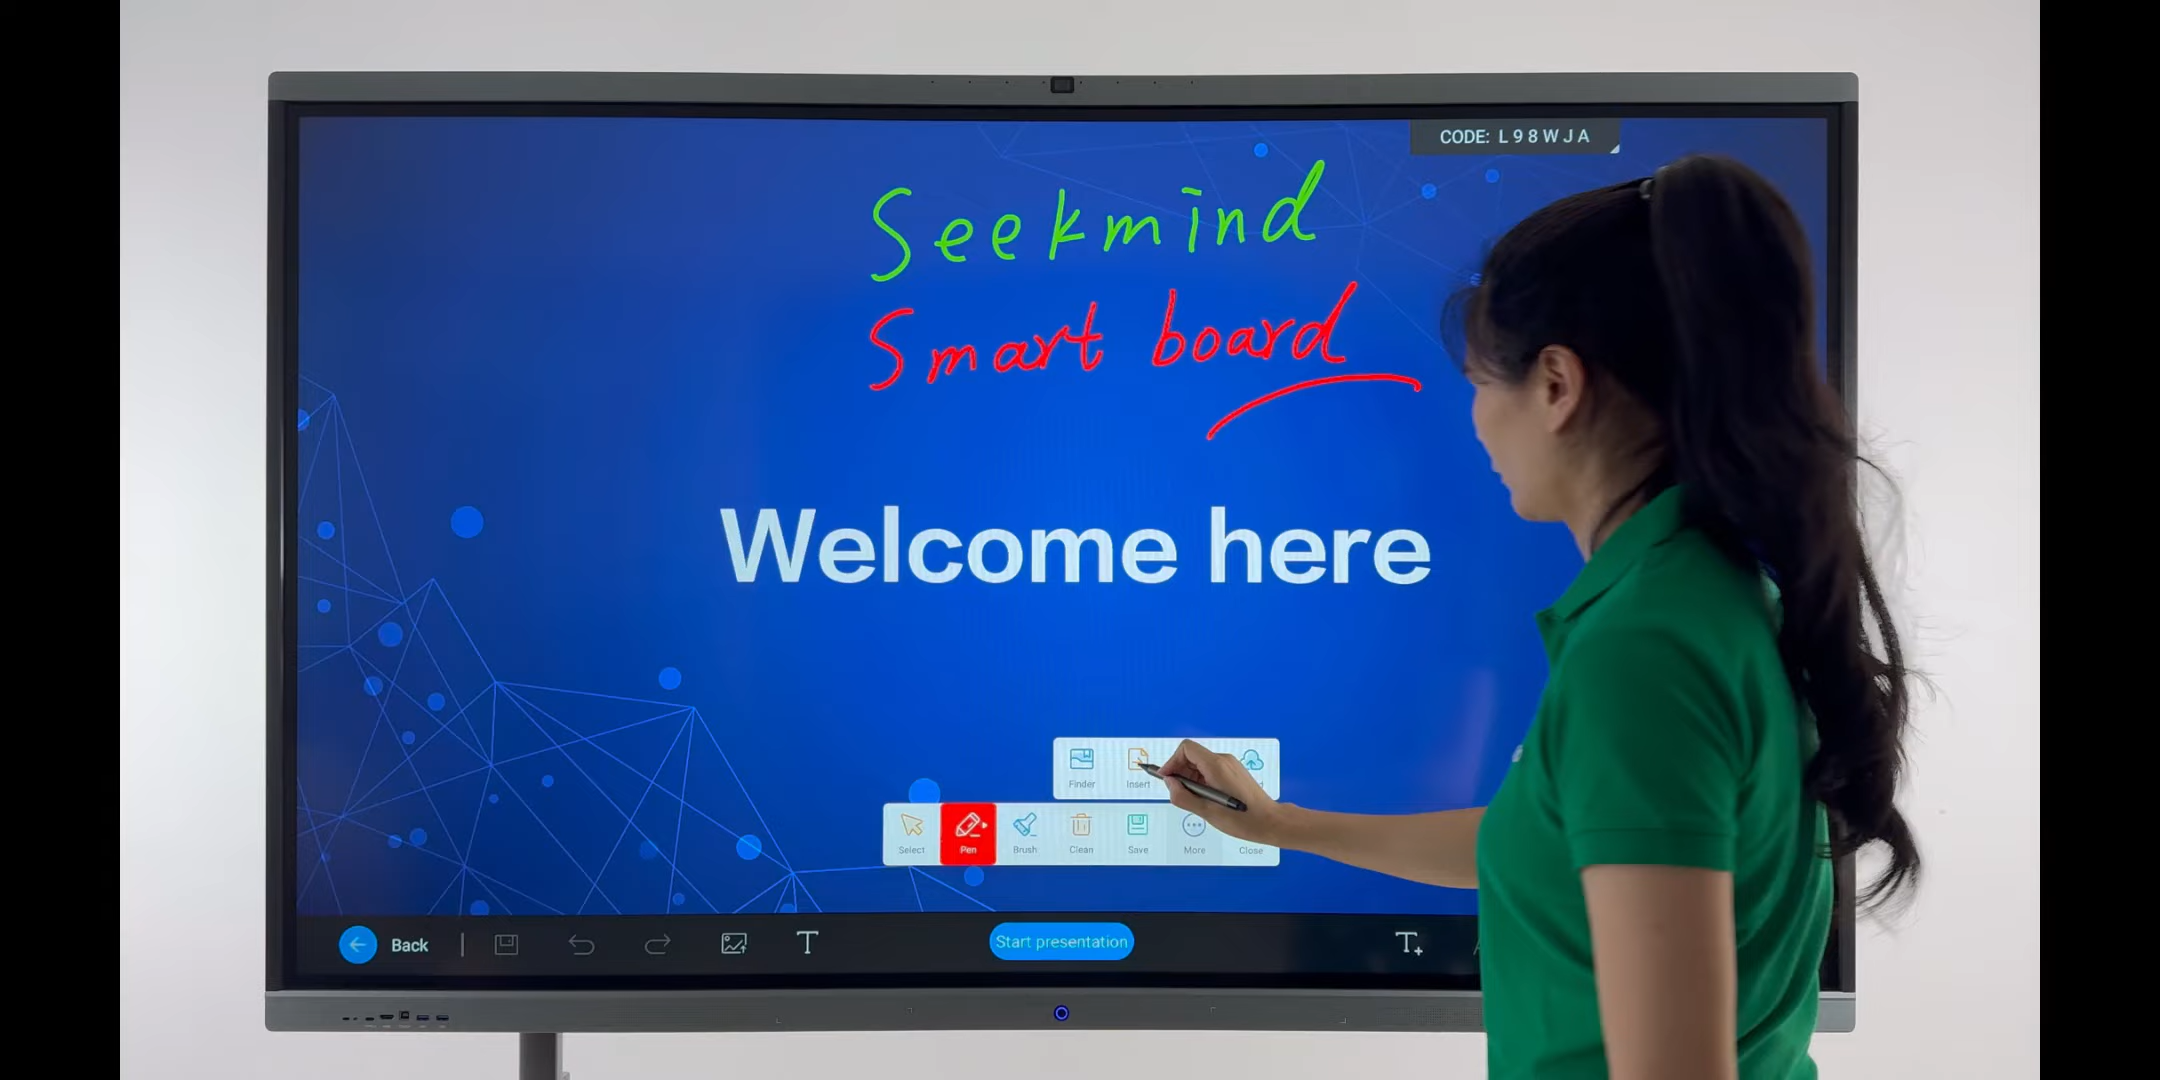 CODE: L98WJA
Seekmind
Smart board
Welcome here
Finder Insert
Select Pen Brush Clean Save More Close
Back Start presentation